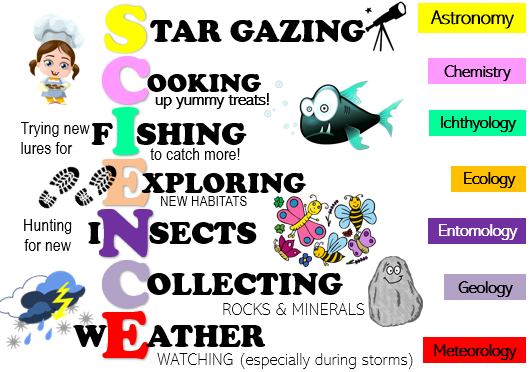 STAR GAZING Astronomy
COOKING Chemistry
up yummy treats!
Trying new lures for FISHING Ichthyology
to catch more!
EXPLORING Ecology
NEW HABITATS
Hunting for new INSECTS Entomology
COLLECTING Geology
ROCKS & MINERALS
WEATHER Meteorology
WATCHING (especially during storms)